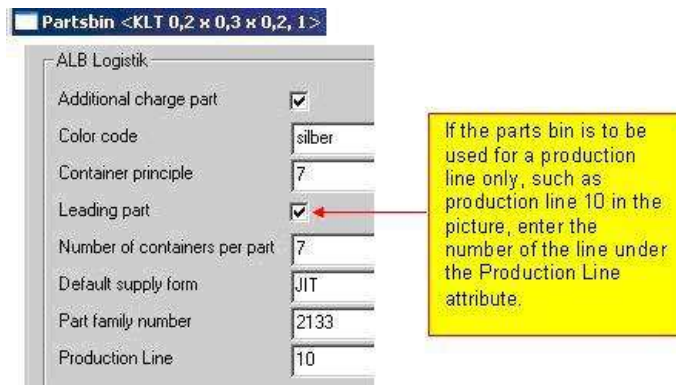 Partsbin <KLT 0,2 x 0,3 x 0,2, 1>
ALB Logistik
Additional charge part
Color code silber
Container principle 7
Leading part
Number of containers per part 7
Default supply form JIT
Part family number 2133
Production Line 10
If the parts bin is to be
used for a production
line only, such as
production line 10 in the
picture, enter the
number of the line under
the Production Line
attribute.